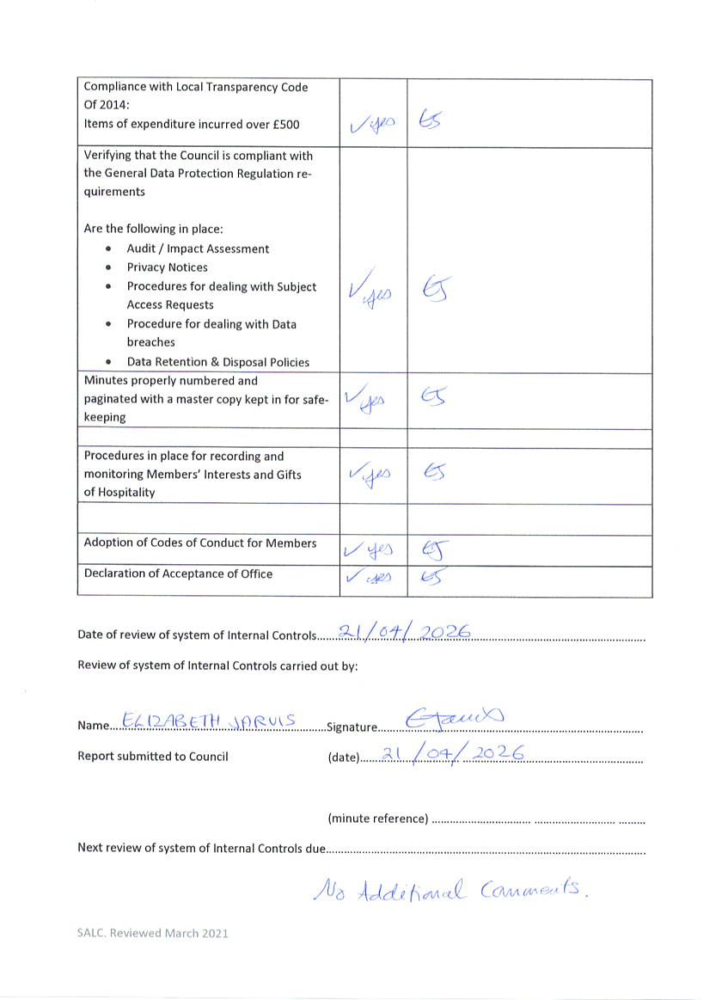 Compliance with Local Transparency Code
Of 2014:
Items of expenditure incurred over £500 ✓ yes EJ
Verifying that the Council is compliant with
the General Data Protection Regulation re-
quirements
Are the following in place:
• Audit / Impact Assessment
• Privacy Notices
• Procedures for dealing with Subject
Access Requests ✓ yes EJ
• Procedure for dealing with Data
breaches
• Data Retention & Disposal Policies
Minutes properly numbered and
paginated with a master copy kept in for safe- ✓ yes EJ
keeping
Procedures in place for recording and
monitoring Members’ Interests and Gifts ✓ yes EJ
of Hospitality
Adoption of Codes of Conduct for Members ✓ yes EJ
Declaration of Acceptance of Office ✓ yes EJ
Date of review of system of Internal Controls...... 21/04/2026
Review of system of Internal Controls carried out by:
Name.... ELIZABETH JARVIS Signature...... EJarvis
Report submitted to Council (date)...... 21/04/2026
(minute reference) .................................. ........................... .........
Next review of system of Internal Controls due..........................................................
No Additional Comments.
SALC. Reviewed March 2021